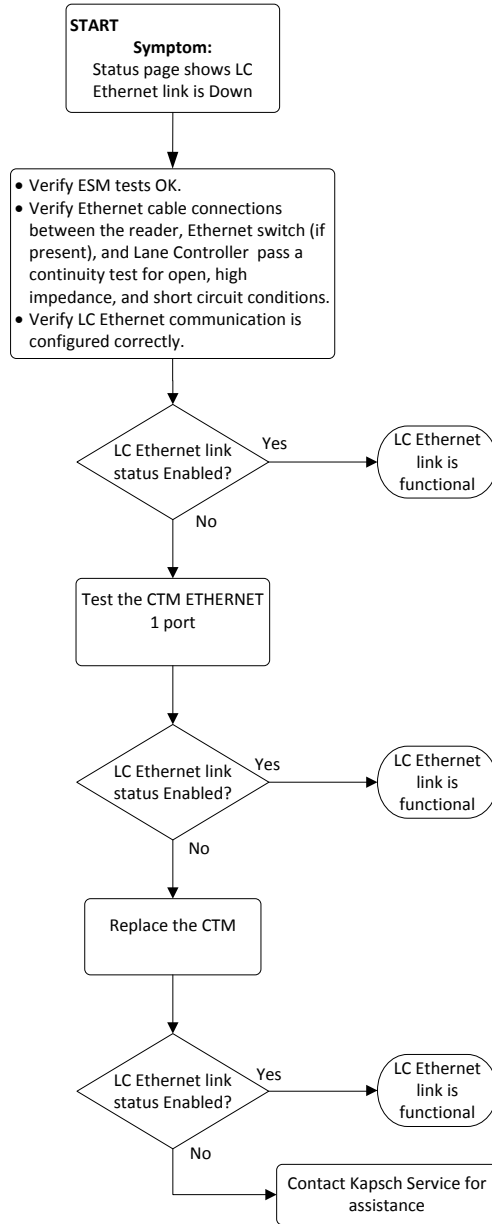 START
Symptom:
Status page shows LC
Ethernet link is Down
• Verify ESM tests OK.
• Verify Ethernet cable connections
between the reader, Ethernet switch (if
present), and Lane Controller pass a
continuity test for open, high
impedance, and short circuit conditions.
• Verify LC Ethernet communication is
configured correctly.
LC Ethernet link
status Enabled?
Yes
LC Ethernet
link is
functional
No
Test the CTM ETHERNET
1 port
LC Ethernet link
status Enabled?
Yes
LC Ethernet
link is
functional
No
Replace the CTM
LC Ethernet link
status Enabled?
Yes
LC Ethernet
link is
functional
No
Contact Kapsch Service for
assistance